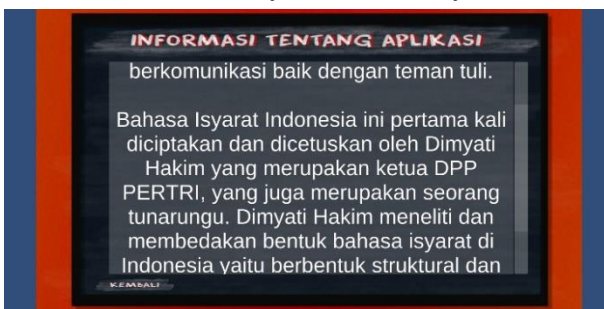 INFORMASI TENTANG APLIKASI
berkomunikasi baik dengan teman tuli.
Bahasa Isyarat Indonesia ini pertama kali
diciptakan dan dicetuskan oleh Dimyati
Hakim yang merupakan ketua DPP
PERTRI, yang juga merupakan seorang
tunarungu. Dimyati Hakim meneliti dan
membedakan bentuk bahasa isyarat di
Indonesia yaitu berbentuk struktural dan
KEMBALI